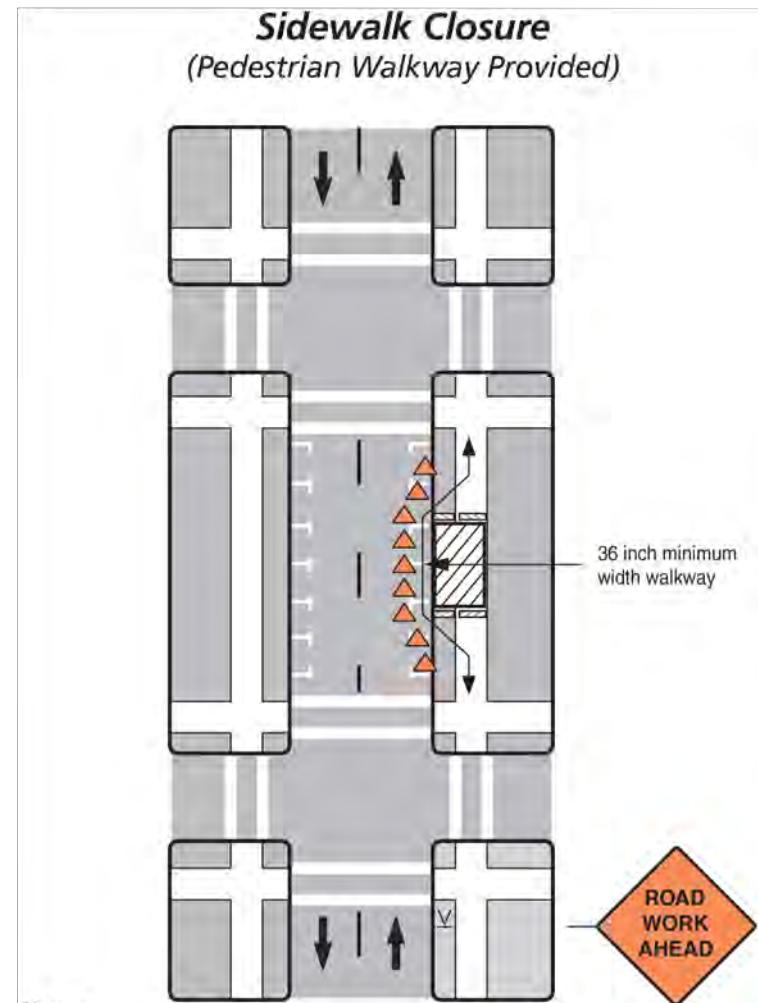 Sidewalk Closure
(Pedestrian Walkway Provided)
36 inch minimum
width walkway
ROAD
WORK
AHEAD